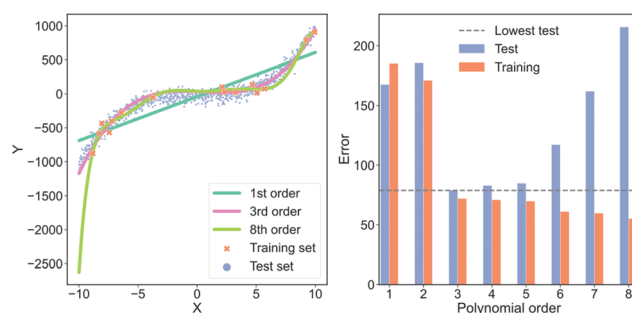 1000
500
0
−500
−1000
−1500
−2000
−2500
Y
−10
−5
0
5
10
X
1st order
3rd order
8th order
Training set
Test set
200
150
100
50
0
Error
Lowest test
Test
Training
1
2
3
4
5
6
7
8
Polynomial order